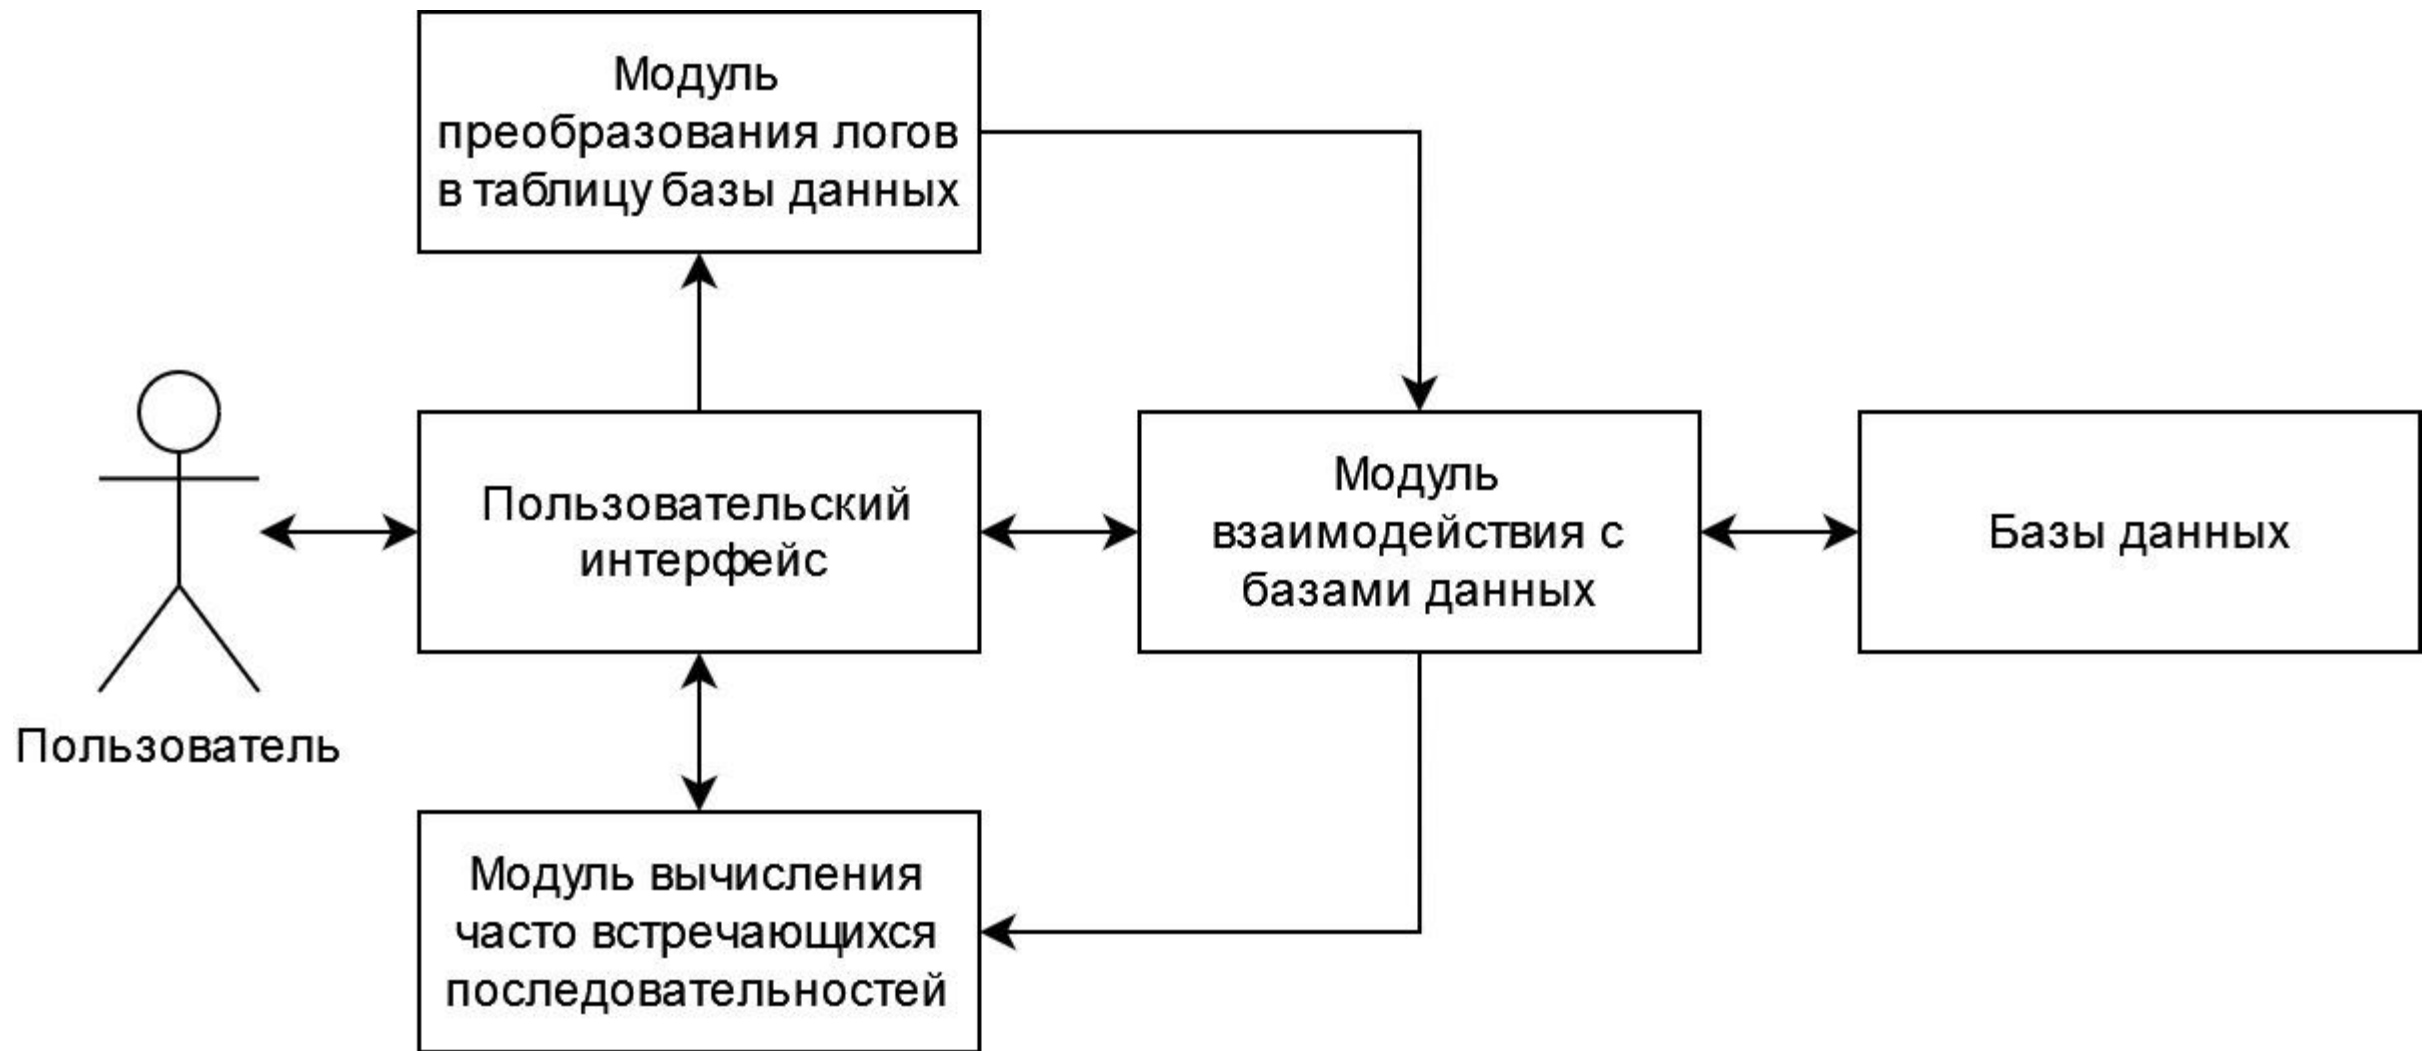 Модуль
преобразования логов
в таблицу базы данных
Пользователь
Пользовательский
интерфейс
Модуль
взаимодействия с
базами данных
Базы данных
Модуль вычисления
часто встречающихся
последовательностей